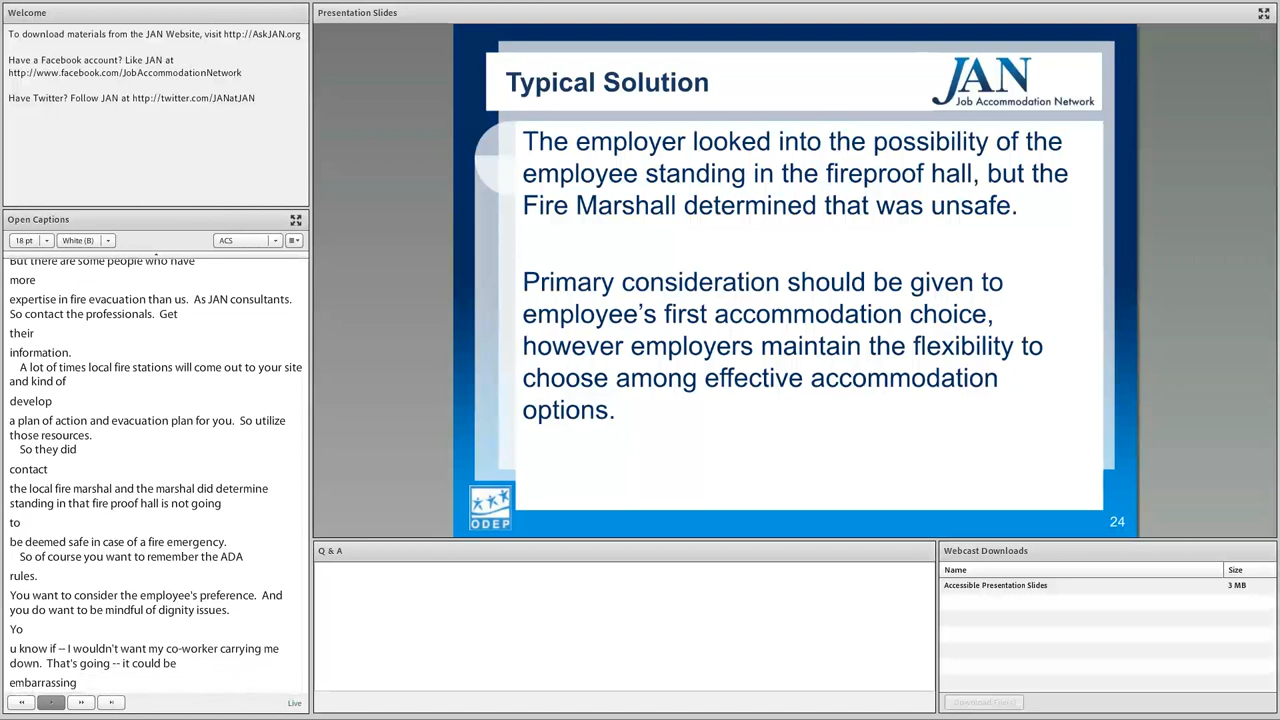 Welcome
To download materials from the JAN Website, visit http://AskJAN.org
Have a Facebook account? Like JAN at
http://www.facebook.com/JobAccommodationNetwork
Have Twitter? Follow JAN at http://twitter.com/JANatJAN
Open Captions
18 pt
White (B)
ACS
But there are some people who have
more
expertise in fire evacuation than us. As JAN consultants.
So contact the professionals. Get
their
information.
A lot of times local fire stations will come out to your site
and kind of
develop
a plan of action and evacuation plan for you. So utilize
those resources.
So they did
contact
the local fire marshal and the marshal did determine
standing in that fire proof hall is not going
to
be deemed safe in case of a fire emergency.
So of course you want to remember the ADA
rules.
You want to consider the employee's preference. And
you do want to be mindful of dignity issues.
Yo
u know if -- I wouldn't want my co-worker carrying me
down. That's going -- it could be
embarrassing
Live
Presentation Slides
Typical Solution
JAN
Job Accommodation Network
The employer looked into the possibility of the
employee standing in the fireproof hall, but the
Fire Marshall determined that was unsafe.
Primary consideration should be given to
employee’s first accommodation choice,
however employers maintain the flexibility to
choose among effective accommodation
options.
ODEP
24
Q & A
Webcast Downloads
Name Size
Accessible Presentation Slides 3 MB
Download File(s)